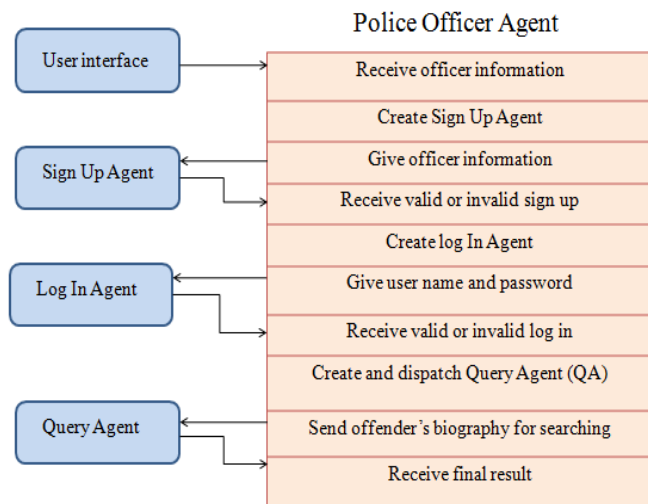 Police Officer Agent
User interface
Receive officer information
Create Sign Up Agent
Sign Up Agent
Give officer information
Receive valid or invalid sign up
Create log In Agent
Log In Agent
Give user name and password
Receive valid or invalid log in
Create and dispatch Query Agent (QA)
Query Agent
Send offender's biography for searching
Receive final result